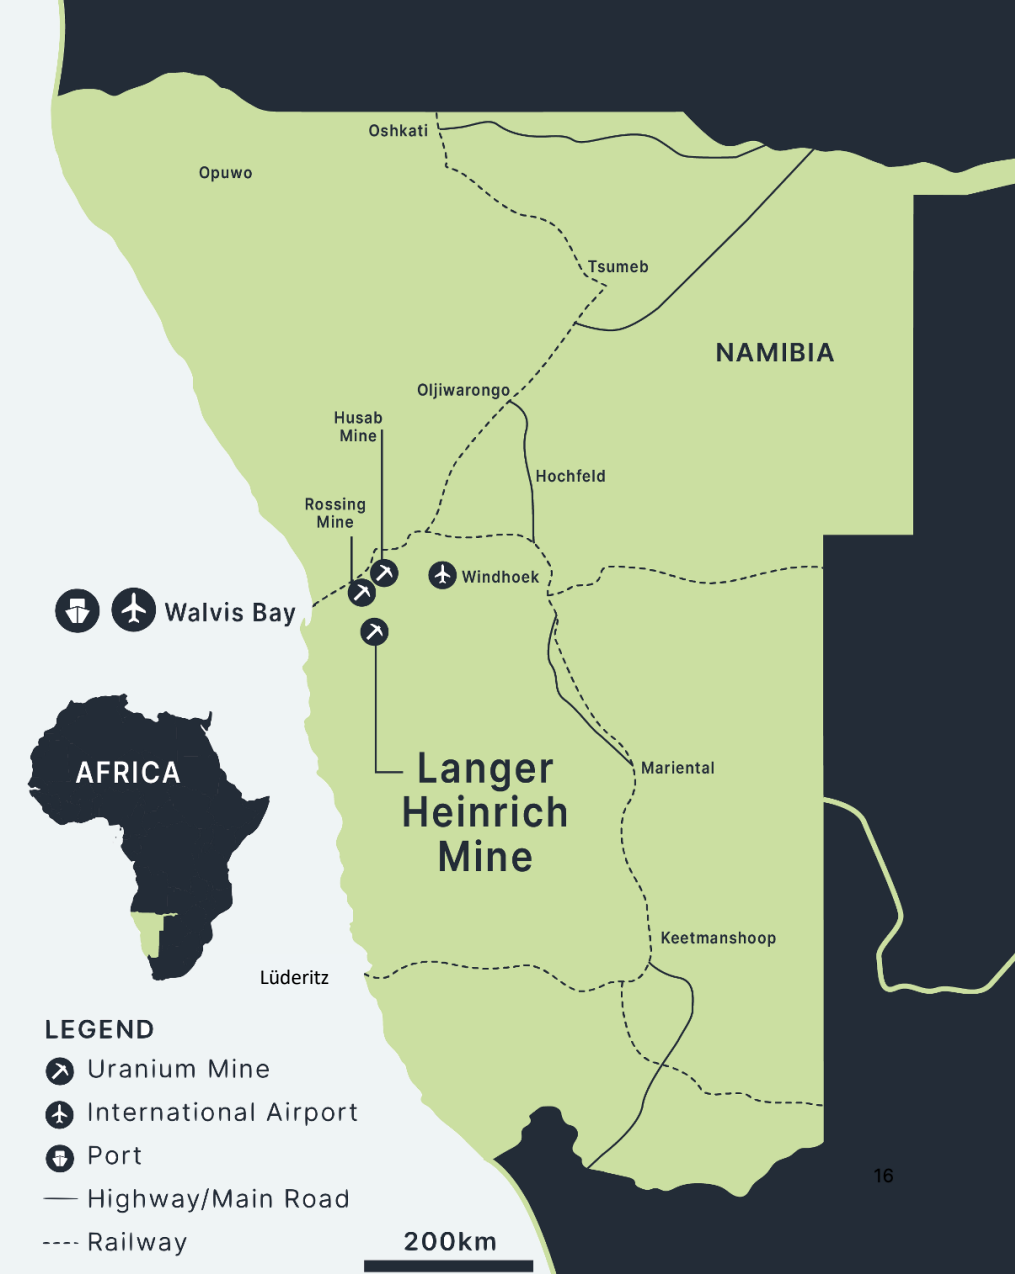 Oshkati
Opuwo
Tsumeb
NAMIBIA
Oljiwarongo
Husab
Mine
Hochfeld
Rossing
Mine
Windhoek
Walvis Bay
AFRICA
Langer
Heinrich
Mine
Mariental
Keetmanshoop
Lüderitz
LEGEND
Uranium Mine
International Airport
Port
Highway/Main Road
Railway
16
200km